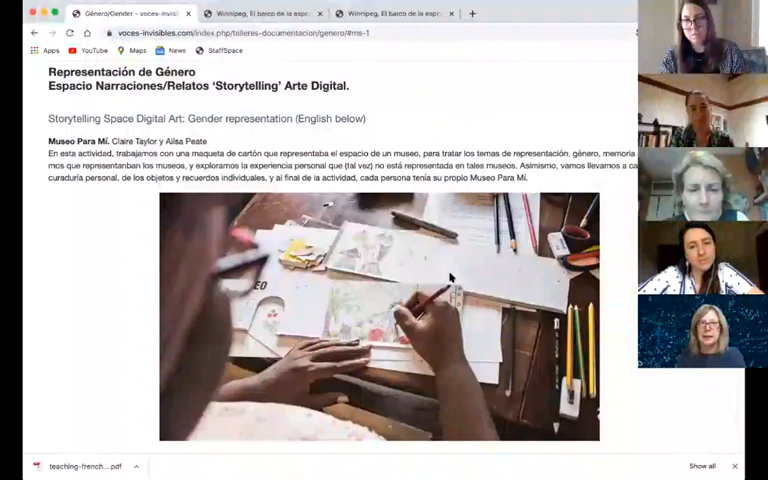 Género/Gender – voces-invisib
Winnipeg, El barco de la espe
Winnipeg, El barco de la espe
voces-invisibles.com/index.php/talleres-documentacion/genero/#ms-1
Apps
YouTube
Maps
News
StaffSpace
Representación de Género
Espacio Narraciones/Relatos 'Storytelling' Arte Digital.
Storytelling Space Digital Art: Gender representation (English below)
Museo Para Mí. Claire Taylor y Ailsa Peate
En esta actividad, trabajamos con una maqueta de cartón que representaba el espacio de un museo, para tratar los temas de representación, género, memoria
mos que representanban los museos, y exploramos la experiencia personal que (tal vez) no está representada en tales museos. Asimismo, vamos llevamos a ca
curaduría personal, de los objetos y recuerdos individuales, y al final de la actividad, cada persona tenía su propio Museo Para Mí.
EO
teaching-french....pdf
Show all